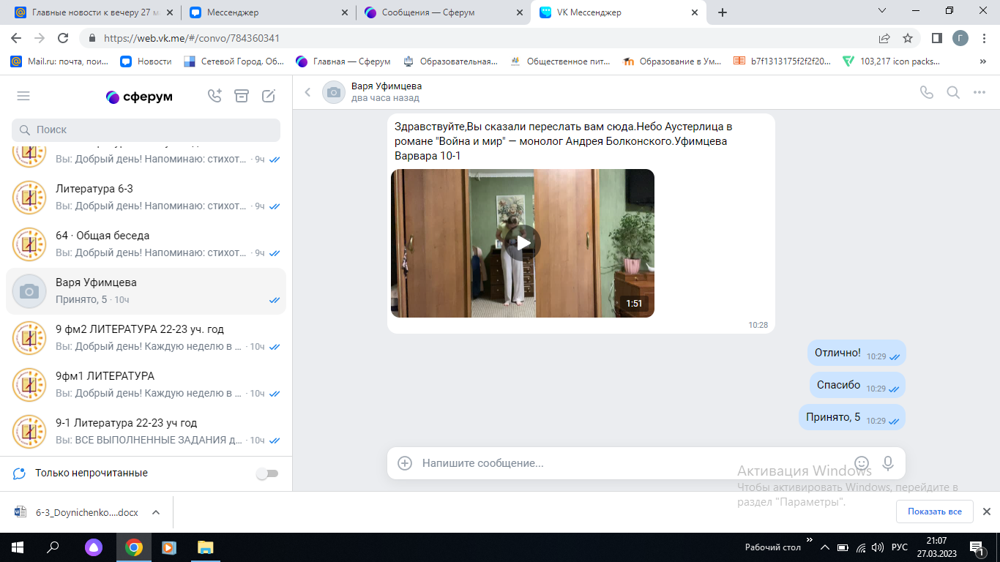 Главные новости к вечеру 27 м
Мессенджер
Сообщения — Сферум
VK Мессенджер
https://web.vk.me/#/convo/784360341
Г
Mail.ru: почта, пои...
Новости
Сетевой Город. Об...
Главная — Сферум
Образовательная...
Общественное пит...
Образование в Ум...
b7f1313175f2f2f20...
103,217 icon packs...
сферум
Поиск
Вы: Добрый день! Напоминаю: стихот... · 9ч
Литература 6-3
Вы: Добрый день! Напоминаю: стихот... · 9ч
64 · Общая беседа
Вы: Добрый день! Напоминаю: стихот... · 9ч
Варя Уфимцева
Принято, 5 · 10ч
9 фм2 ЛИТЕРАТУРА 22-23 уч. год
Вы: Добрый день! Каждую неделю в ... · 10ч
9фм1 ЛИТЕРАТУРА
Вы: Добрый день! Каждую неделю в ... · 10ч
9-1 Литература 22-23 уч год
Вы: ВСЕ ВЫПОЛНЕННЫЕ ЗАДАНИЯ д... · 10ч
Только непрочитанные
Варя Уфимцева
два часа назад
Здравствуйте,Вы сказали переслать вам сюда.Небо Аустерлица в
романе "Война и мир" — монолог Андрея Болконского.Уфимцева
Варвара 10-1
1:51
10:28
Отлично! 10:29
Спасибо 10:29
Принято, 5 10:29
Напишите сообщение...
Активация Windows
Чтобы активировать Windows, перейдите в
раздел "Параметры".
6-3_Doynichenko....docx
Показать все
Рабочий стол
РУС
21:07
27.03.2023
1